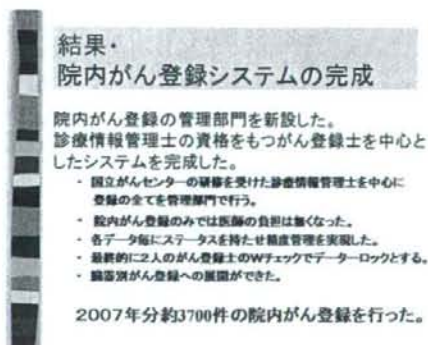 結果・
院内がん登録システムの完成
院内がん登録の管理部門を新設した。
診療情報管理士の資格をもつがん登録士を中心と
したシステムを完成した。
・ 国立がんセンターの研修を受けた診療情報管理士を中心に
登録の全てを管理部門で行う。
・ 院内がん登録のみでは医師の負担は無くなった。
・ 各データ毎にステータスを持たせ精度管理を実現した。
・ 最終的に2人のがん登録士のWチェックでデーターロックとする。
・ 臓器別がん登録への展開ができた。
2007年分約3700件の院内がん登録を行った。